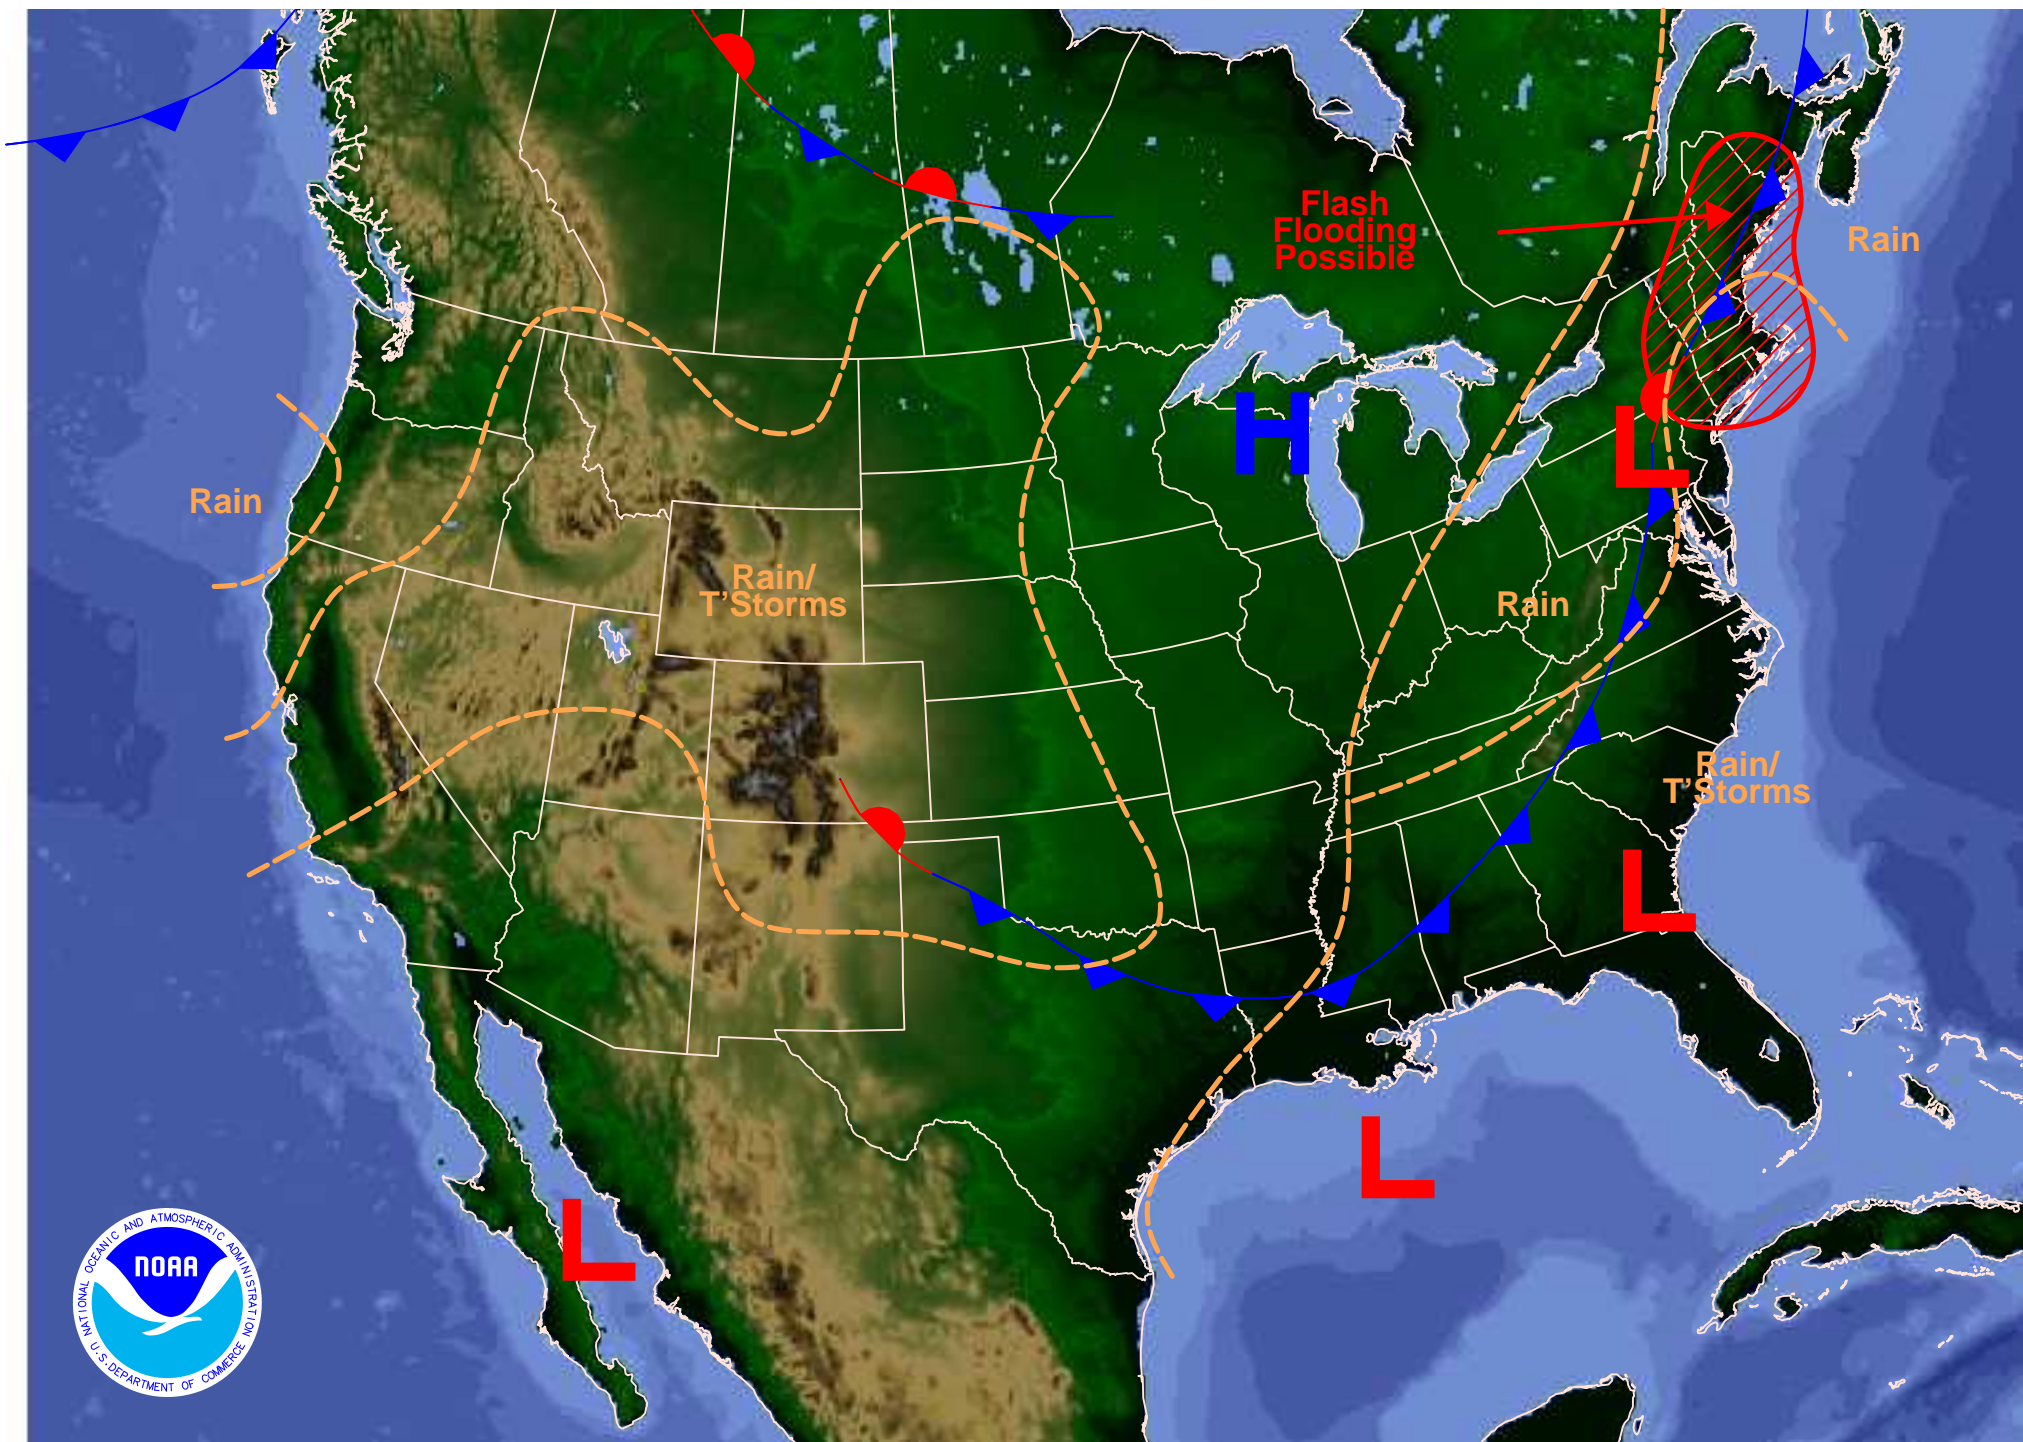 Flash
Flooding
Possible
Rain
H
L
Rain
Rain/
T'Storms
Rain
Rain/
T'Storms
L
L
L
NATIONAL OCEANIC AND ATMOSPHERIC ADMINISTRATION
NOAA
U.S. DEPARTMENT OF COMMERCE